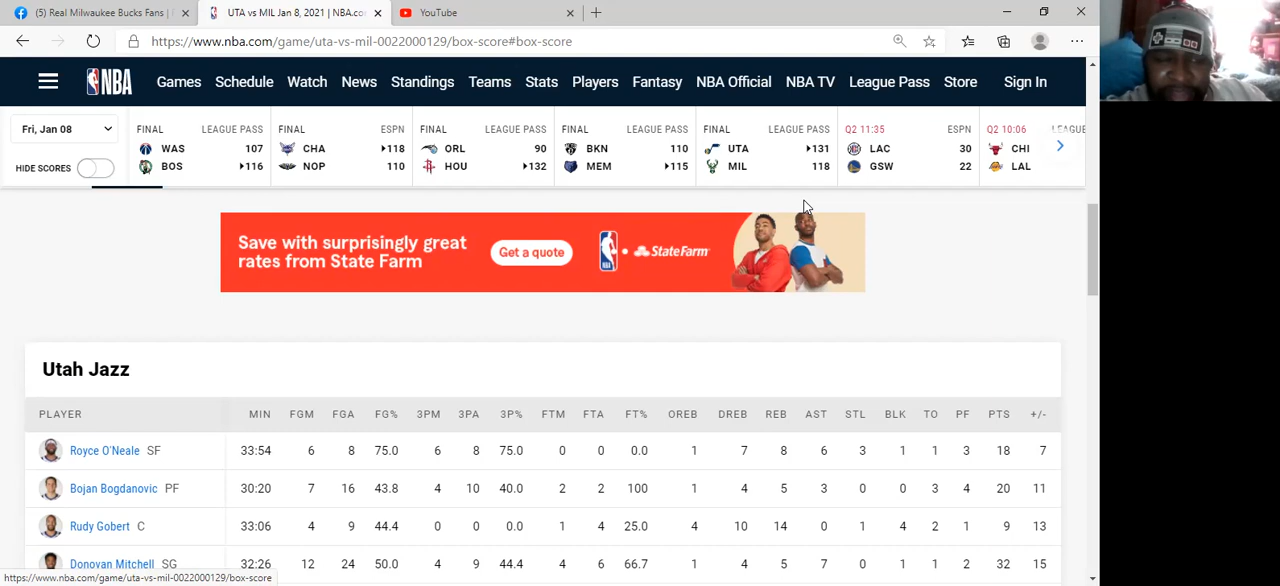 (5) Real Milwaukee Bucks Fans |
UTA vs MIL Jan 8, 2021 | NBA.co
YouTube
https://www.nba.com/game/uta-vs-mil-0022000129/box-score#box-score
NBA
Games Schedule Watch News Standings Teams Stats Players Fantasy NBA Official NBA TV League Pass Store Sign In
Fri, Jan 08
HIDE SCORES
FINAL LEAGUE PASS
WAS 107
BOS 116
FINAL ESPN
CHA 118
NOP 110
FINAL LEAGUE PASS
ORL 90
HOU 132
FINAL LEAGUE PASS
BKN 110
MEM 115
FINAL LEAGUE PASS
UTA 131
MIL 118
Q2 11:35 ESPN
LAC 30
GSW 22
Q2 10:06 LEAGU
CHI
LAL
Save with surprisingly great
rates from State Farm
Get a quote
StateFarm
Utah Jazz
PLAYER MIN FGM FGA FG% 3PM 3PA 3P% FTM FTA FT% OREB DREB REB AST STL BLK TO PF PTS +/-
Royce O'Neale SF 33:54 6 8 75.0 6 8 75.0 0 0 0.0 1 7 8 6 3 1 1 3 18 7
Bojan Bogdanovic PF 30:20 7 16 43.8 4 10 40.0 2 2 100 1 4 5 3 0 0 3 4 20 11
Rudy Gobert C 33:06 4 9 44.4 0 0 0.0 1 4 25.0 4 10 14 0 1 4 2 1 9 13
Donovan Mitchell SG 32:26 12 24 50.0 4 9 44.4 4 6 66.7 1 4 5 7 0 1 1 2 32 15
https://www.nba.com/game/uta-vs-mil-0022000129/box-score